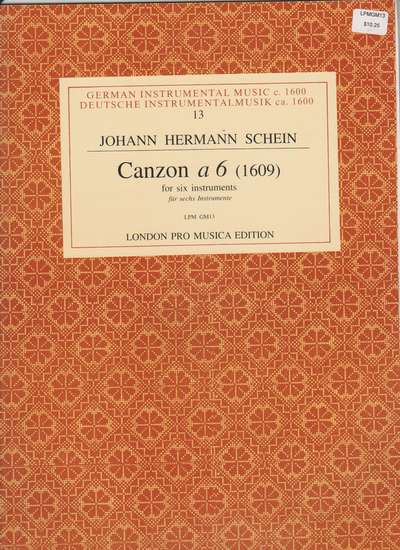 LPMGM13
$10.25
GERMAN INSTRUMENTAL MUSIC c. 1600
DEUTSCHE INSTRUMENTALMUSIK ca. 1600
13
JOHANN HERMANN SCHEIN
Canzon a 6 (1609)
for six instruments
für sechs Instrumente
LPM GM13
LONDON PRO MUSICA EDITION